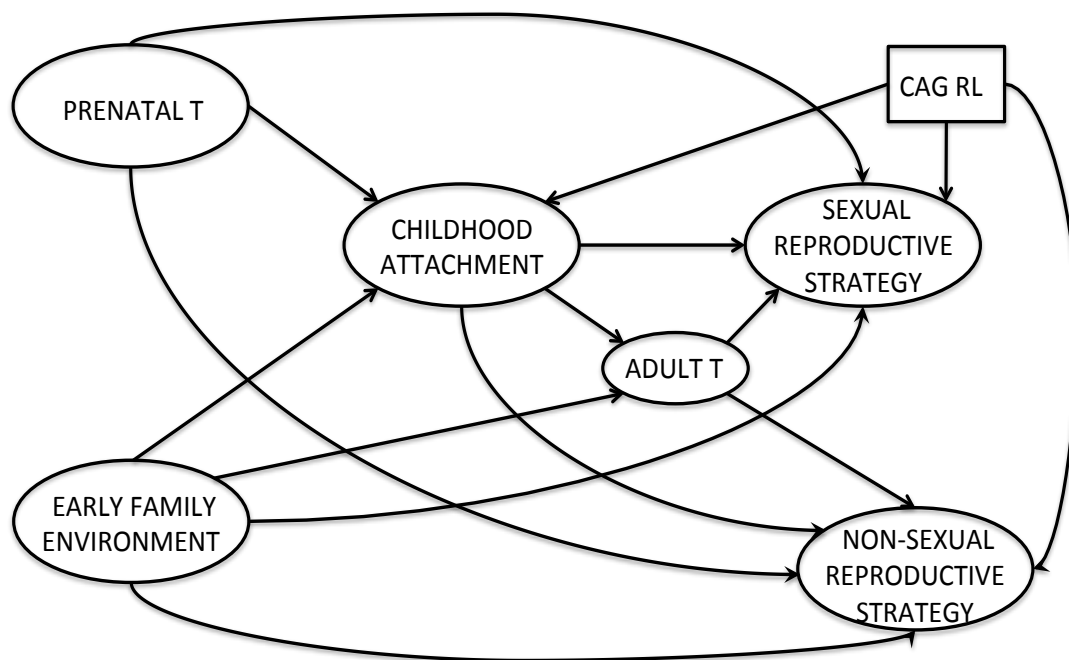 PRENATAL T
CAG RL
CHILDHOOD
ATTACHMENT
SEXUAL
REPRODUCTIVE
STRATEGY
ADULT T
EARLY FAMILY
ENVIRONMENT
NON-SEXUAL
REPRODUCTIVE
STRATEGY